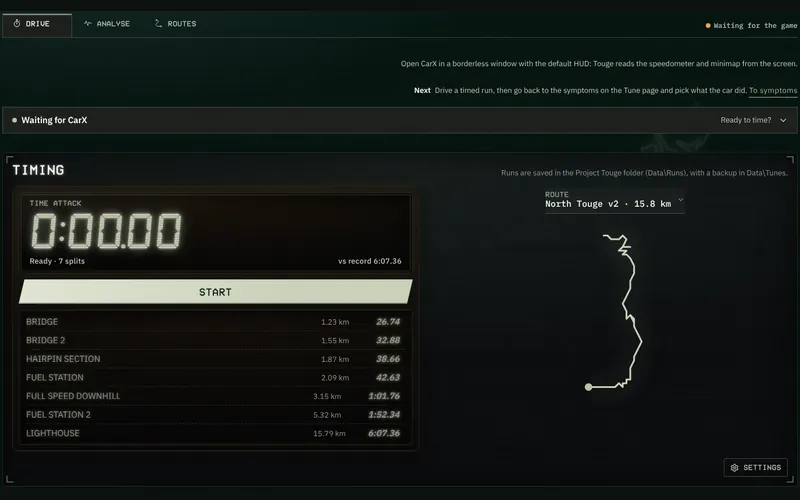 DRIVE
ANALYSE
ROUTES
Waiting for the game
Open CarX in a borderless window with the default HUD: Touge reads the speedometer and minimap from the screen.
Next Drive a timed run, then go back to the symptoms on the Tune page and pick what the car did. To symptoms
Waiting for CarX
Ready to time?
TIMING
Runs are saved in the Project Touge folder (Data\Runs), with a backup in Data\Tunes.
TIME ATTACK
0:00.00
Ready · 7 splits
vs record 6:07.36
START
BRIDGE 1.23 km 26.74
BRIDGE 2 1.55 km 32.88
HAIRPIN SECTION 1.87 km 38.66
FUEL STATION 2.09 km 42.63
FULL SPEED DOWNHILL 3.15 km 1:01.76
FUEL STATION 2 5.32 km 1:52.34
LIGHTHOUSE 15.79 km 6:07.36
ROUTE
North Touge v2 · 15.8 km
SETTINGS